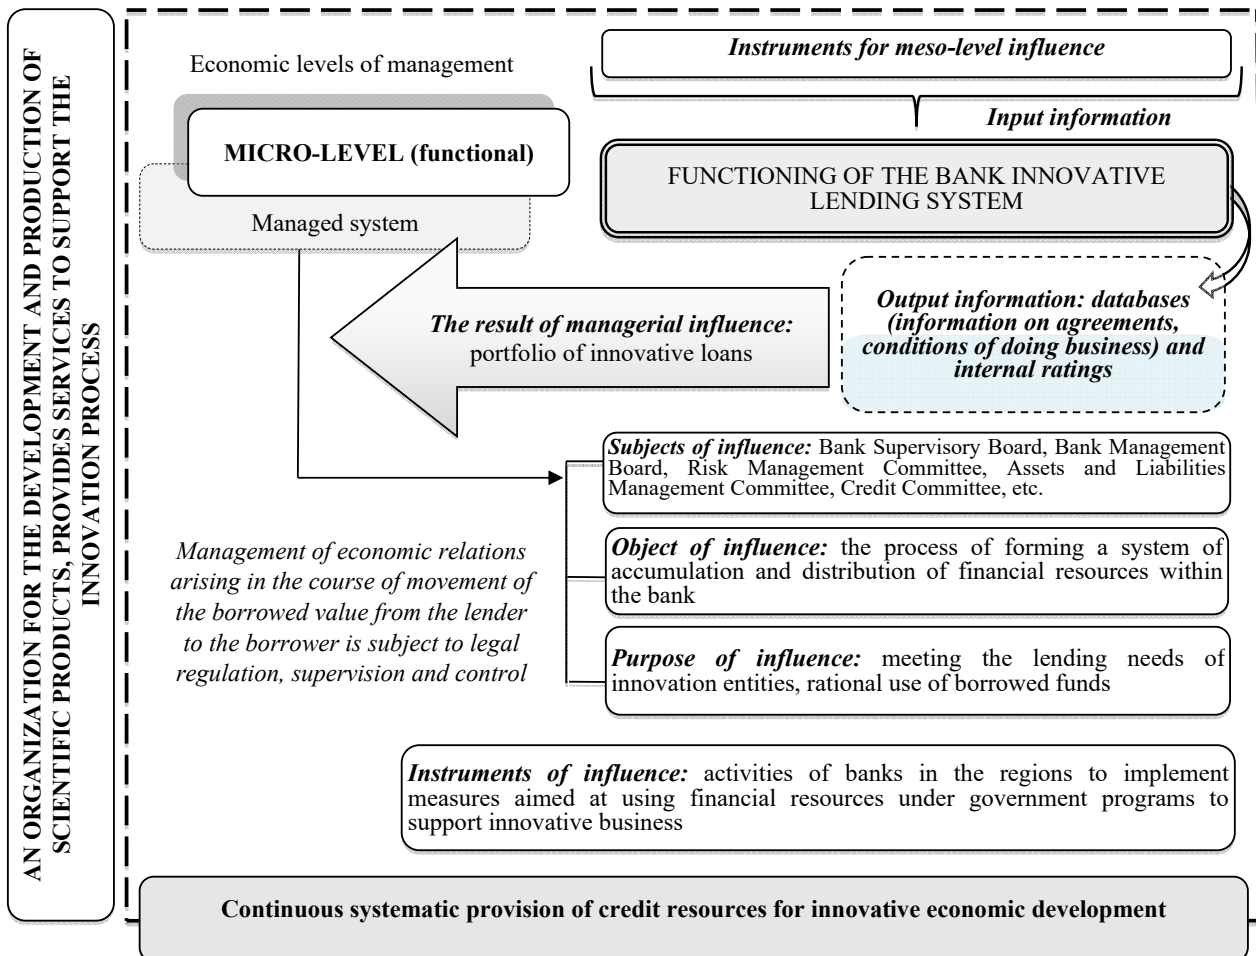 AN ORGANIZATION FOR THE DEVELOPMENT AND PRODUCTION OF
SCIENTIFIC PRODUCTS, PROVIDES SERVICES TO SUPPORT THE
INNOVATION PROCESS
Economic levels of management
MICRO-LEVEL (functional)
Managed system
Instruments for meso-level influence
Input information
FUNCTIONING OF THE BANK INNOVATIVE
LENDING SYSTEM
Output information: databases
(information on agreements,
conditions of doing business) and
internal ratings
The result of managerial influence:
portfolio of innovative loans
Subjects of influence: Bank Supervisory Board, Bank Management
Board, Risk Management Committee, Assets and Liabilities
Management Committee, Credit Committee, etc.
Object of influence: the process of forming a system of
accumulation and distribution of financial resources within
the bank
Purpose of influence: meeting the lending needs of
innovation entities, rational use of borrowed funds
Management of economic relations
arising in the course of movement of
the borrowed value from the lender
to the borrower is subject to legal
regulation, supervision and control
Instruments of influence: activities of banks in the regions to implement
measures aimed at using financial resources under government programs to
support innovative business
Continuous systematic provision of credit resources for innovative economic development